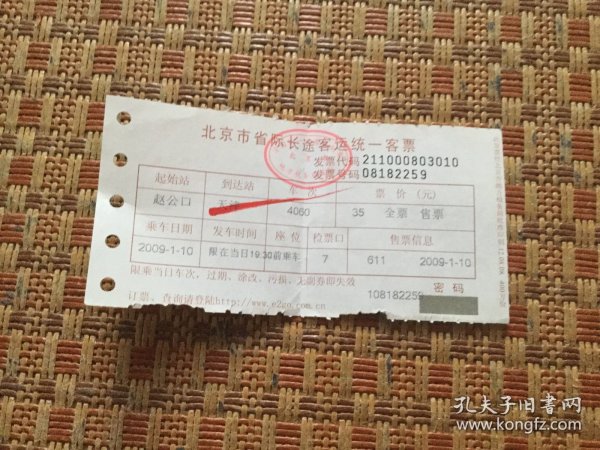 北京市省际长途客运统一客票
发票代码 211000803010
发票号码 08182259
起始站 到达站 车次 票价（元）
赵公口 天津 4060 35 全票 售票
乘车日期 发车时间 座位 检票口 售票信息
2009-1-10 限在当日19:30前乘车 7 611 2009-1-10
限乘当日车次，过期、涂改、污损、无副券即失效
108182259 密码
订票、查询请登陆http://www.e2go.com.cn
孔夫子旧书网
www.kongfz.com